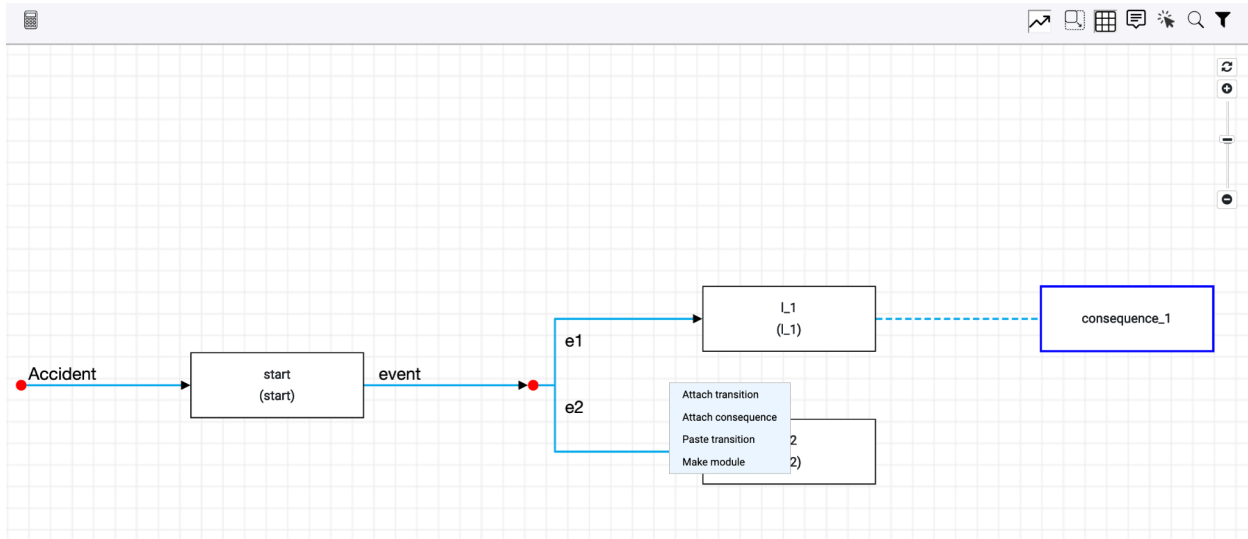 Accident
start
(start)
event
e1
e2
l_1
(l_1)
consequence_1
Attach transition
Attach consequence
Paste transition
Make module
2
2)